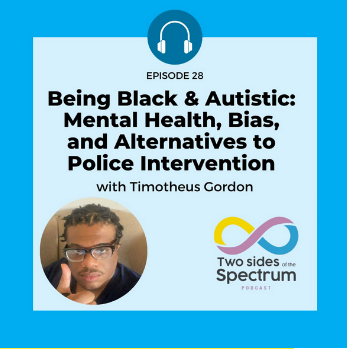 EPISODE 28
Being Black & Autistic:
Mental Health, Bias,
and Alternatives to
Police Intervention
with Timotheus Gordon
Two sides of the
Spectrum
PODCAST